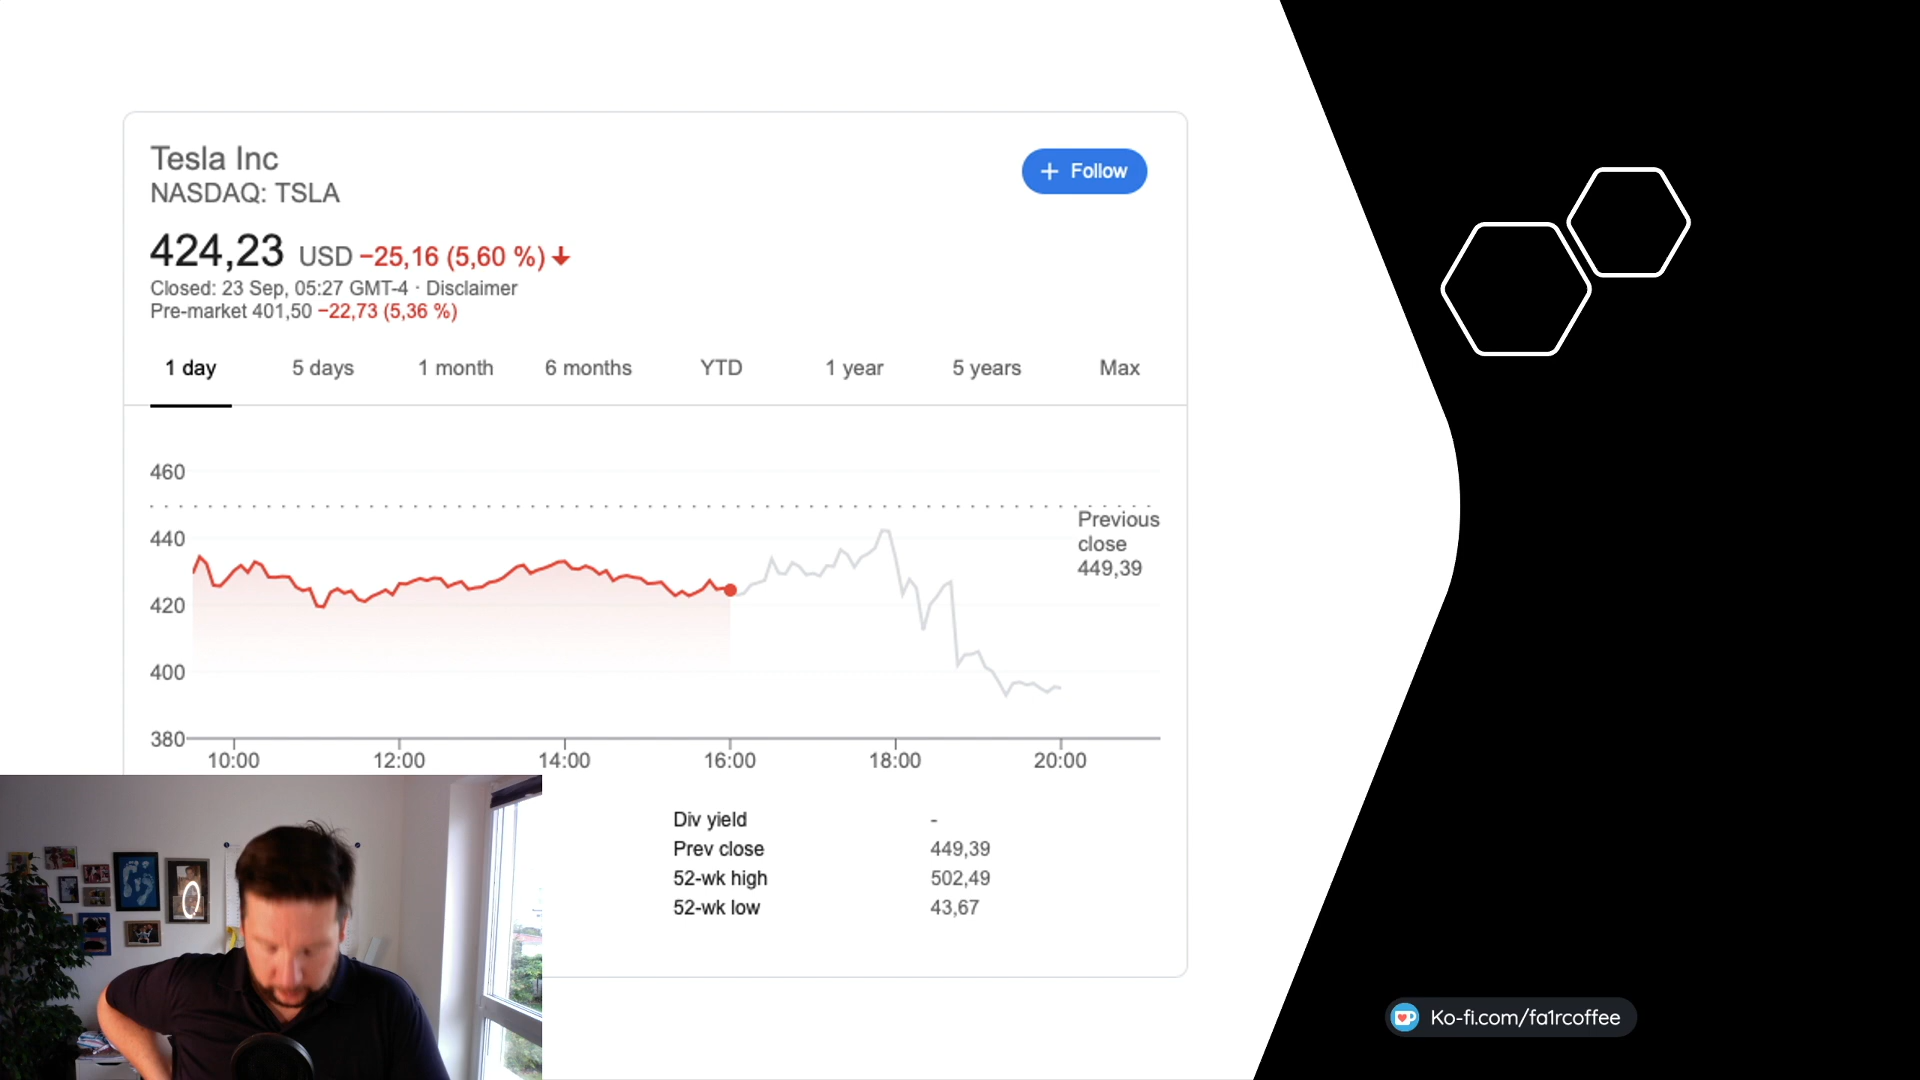 Tesla Inc
NASDAQ: TSLA
+ Follow
424,23 USD −25,16 (5,60 %)
Closed: 23 Sep, 05:27 GMT-4 · Disclaimer
Pre-market 401,50 −22,73 (5,36 %)
1 day 5 days 1 month 6 months YTD 1 year 5 years Max
460
440
420
400
380
Previous
close
449,39
10:00 12:00 14:00 16:00 18:00 20:00
Div yield -
Prev close 449,39
52-wk high 502,49
52-wk low 43,67
Ko-fi.com/fa1rcoffee